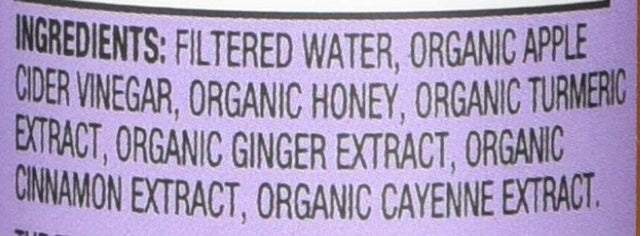 INGREDIENTS: FILTERED WATER, ORGANIC APPLE
CIDER VINEGAR, ORGANIC HONEY, ORGANIC TURMERIC
EXTRACT, ORGANIC GINGER EXTRACT, ORGANIC
CINNAMON EXTRACT, ORGANIC CAYENNE EXTRACT.